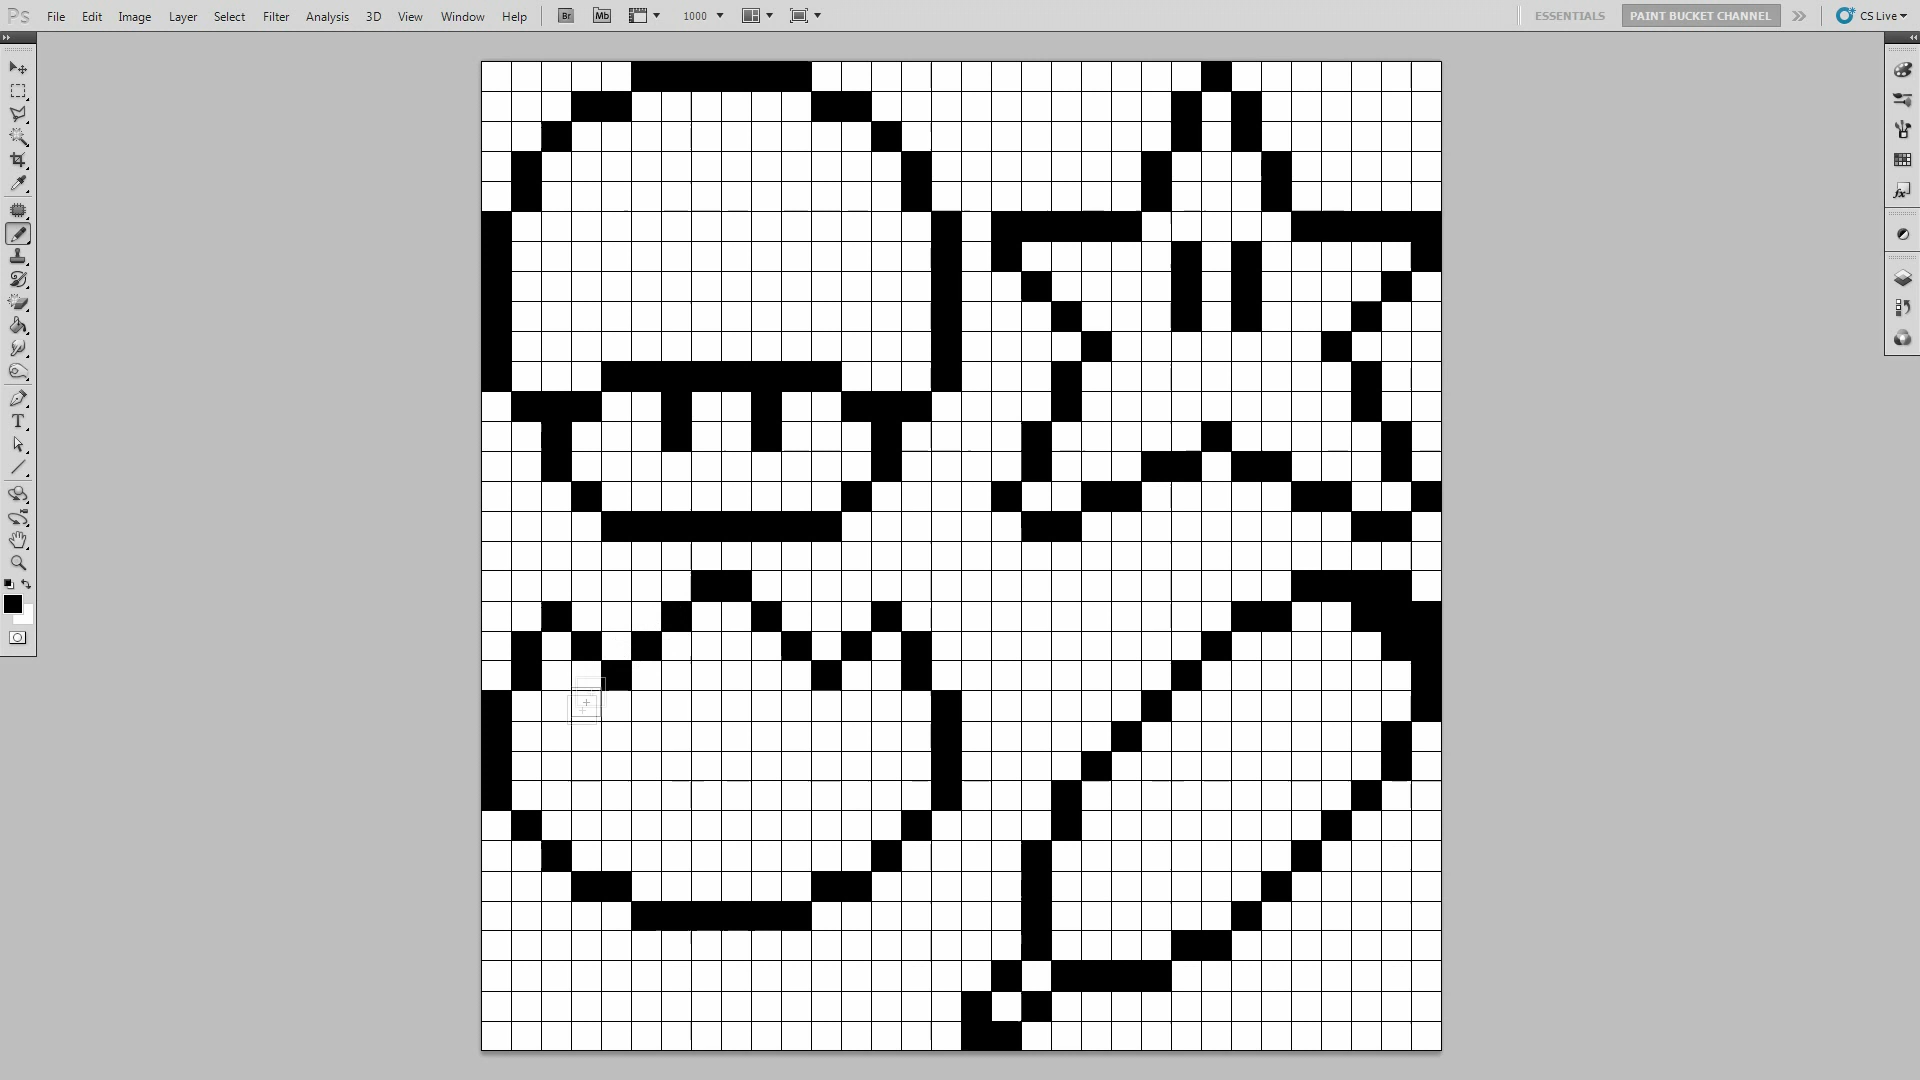 Ps File Edit Image Layer Select Filter Analysis 3D View Window Help Br Mb 1000 ESSENTIALS PAINT BUCKET CHANNEL CS Live
T
fx